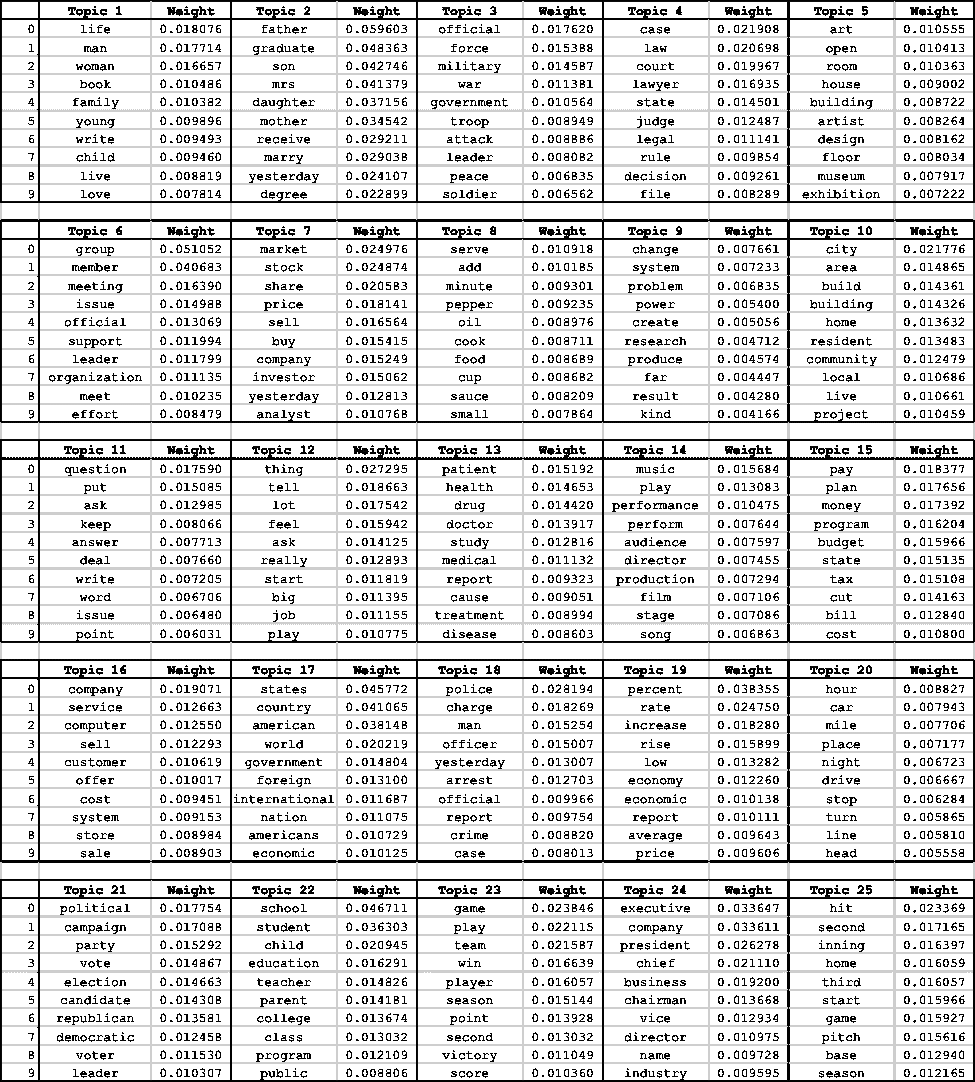 Topic 1 Weight Topic 2 Weight Topic 3 Weight Topic 4 Weight Topic 5 Weight
0 life 0.018076 father 0.059603 official 0.017620 case 0.021908 art 0.010555
1 man 0.017714 graduate 0.048363 force 0.015388 law 0.020698 open 0.010413
2 woman 0.016657 son 0.042746 military 0.014587 court 0.019967 room 0.010363
3 book 0.010486 mrs 0.041379 war 0.011381 lawyer 0.016935 house 0.009002
4 family 0.010382 daughter 0.037156 government 0.010564 state 0.014501 building 0.008722
5 young 0.009896 mother 0.034542 troop 0.008949 judge 0.012487 artist 0.008264
6 write 0.009493 receive 0.029211 attack 0.008886 legal 0.011141 design 0.008162
7 child 0.009460 marry 0.029038 leader 0.008082 rule 0.009854 floor 0.008034
8 live 0.008819 yesterday 0.024107 peace 0.006835 decision 0.009261 museum 0.007917
9 love 0.007814 degree 0.022899 soldier 0.006562 file 0.008289 exhibition 0.007222
Topic 6 Weight Topic 7 Weight Topic 8 Weight Topic 9 Weight Topic 10 Weight
0 group 0.051052 market 0.024976 serve 0.010918 change 0.007661 city 0.021776
1 member 0.040683 stock 0.024874 add 0.010185 system 0.007233 area 0.014865
2 meeting 0.016390 share 0.020583 minute 0.009301 problem 0.006835 build 0.014361
3 issue 0.014988 price 0.018141 pepper 0.009235 power 0.005400 building 0.014326
4 official 0.013069 sell 0.016564 oil 0.008976 create 0.005056 home 0.013632
5 support 0.011994 buy 0.015415 cook 0.008711 research 0.004712 resident 0.013483
6 leader 0.011799 company 0.015249 food 0.008689 produce 0.004574 community 0.012479
7 organization 0.011135 investor 0.015062 cup 0.008682 far 0.004447 local 0.010686
8 meet 0.010235 yesterday 0.012813 sauce 0.008209 result 0.004280 live 0.010661
9 effort 0.008479 analyst 0.010768 small 0.007864 kind 0.004166 project 0.010459
Topic 11 Weight Topic 12 Weight Topic 13 Weight Topic 14 Weight Topic 15 Weight
0 question 0.017590 thing 0.027295 patient 0.015192 music 0.015684 pay 0.018377
1 put 0.015085 tell 0.018663 health 0.014653 play 0.013083 plan 0.017656
2 ask 0.012985 lot 0.017542 drug 0.014420 performance 0.010475 money 0.017392
3 keep 0.008066 feel 0.015942 doctor 0.013917 perform 0.007644 program 0.016204
4 answer 0.007713 ask 0.014125 study 0.012816 audience 0.007597 budget 0.015966
5 deal 0.007660 really 0.012893 medical 0.011132 director 0.007455 state 0.015135
6 write 0.007205 start 0.011819 report 0.009323 production 0.007294 tax 0.015108
7 word 0.006706 big 0.011395 cause 0.009051 film 0.007106 cut 0.014163
8 issue 0.006480 job 0.011155 treatment 0.008994 stage 0.007086 bill 0.012840
9 point 0.006031 play 0.010775 disease 0.008603 song 0.006863 cost 0.010800
Topic 16 Weight Topic 17 Weight Topic 18 Weight Topic 19 Weight Topic 20 Weight
0 company 0.019071 states 0.045772 police 0.028194 percent 0.038355 hour 0.008827
1 service 0.012663 country 0.041065 charge 0.018269 rate 0.024750 car 0.007943
2 computer 0.012550 american 0.038148 man 0.015254 increase 0.018280 mile 0.007706
3 sell 0.012293 world 0.020219 officer 0.015007 rise 0.015899 place 0.007177
4 customer 0.010619 government 0.014804 yesterday 0.013007 low 0.013282 night 0.006723
5 offer 0.010017 foreign 0.013100 arrest 0.012703 economy 0.012260 drive 0.006667
6 cost 0.009451 international 0.011687 official 0.009966 economic 0.010138 stop 0.006284
7 system 0.009153 nation 0.011075 report 0.009754 report 0.010111 turn 0.005865
8 store 0.008984 americans 0.010729 crime 0.008820 average 0.009643 line 0.005810
9 sale 0.008903 economic 0.010125 case 0.008013 price 0.009606 head 0.005558
Topic 21 Weight Topic 22 Weight Topic 23 Weight Topic 24 Weight Topic 25 Weight
0 political 0.017754 school 0.046711 game 0.023846 executive 0.033647 hit 0.023369
1 campaign 0.017088 student 0.036303 play 0.022115 company 0.033611 second 0.017165
2 party 0.015292 child 0.020945 team 0.021587 president 0.026278 inning 0.016397
3 vote 0.014867 education 0.016291 win 0.016639 chief 0.021110 home 0.016059
4 election 0.014663 teacher 0.014826 player 0.016057 business 0.019200 third 0.016057
5 candidate 0.014308 parent 0.014181 season 0.015144 chairman 0.013668 start 0.015966
6 republican 0.013581 college 0.013674 point 0.013928 vice 0.012934 game 0.015927
7 democratic 0.012458 class 0.013032 second 0.013032 director 0.010975 pitch 0.015616
8 voter 0.011530 program 0.012109 victory 0.011049 name 0.009728 base 0.012940
9 leader 0.010307 public 0.008806 score 0.010360 industry 0.009595 season 0.012165